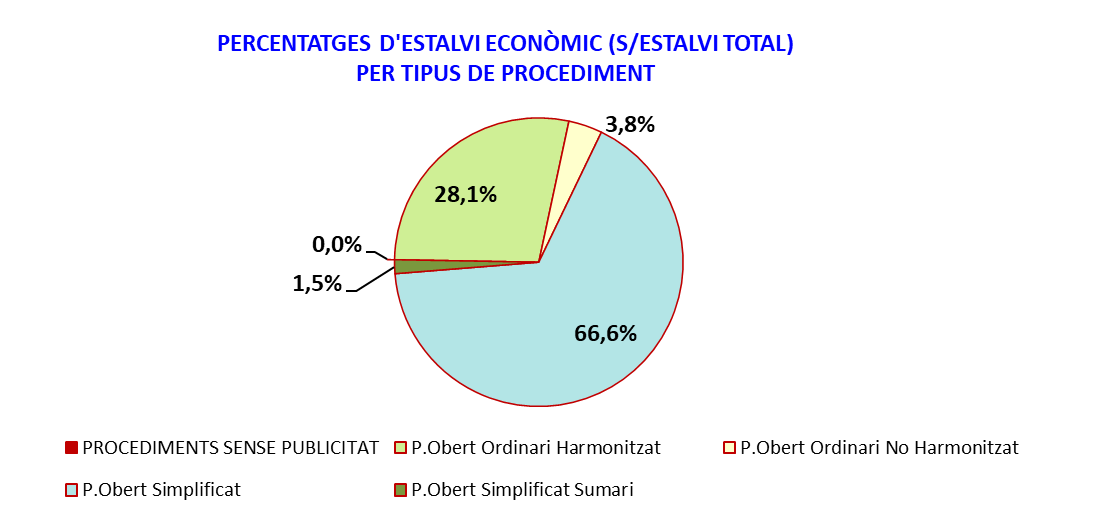 PERCENTATGES D'ESTALVI ECONÒMIC (S/ESTALVI TOTAL)
PER TIPUS DE PROCEDIMENT
3,8%
28,1%
0,0%
1,5%
66,6%
PROCEDIMENTS SENSE PUBLICITAT
P.Obert Ordinari Harmonitzat
P.Obert Ordinari No Harmonitzat
P.Obert Simplificat
P.Obert Simplificat Sumari